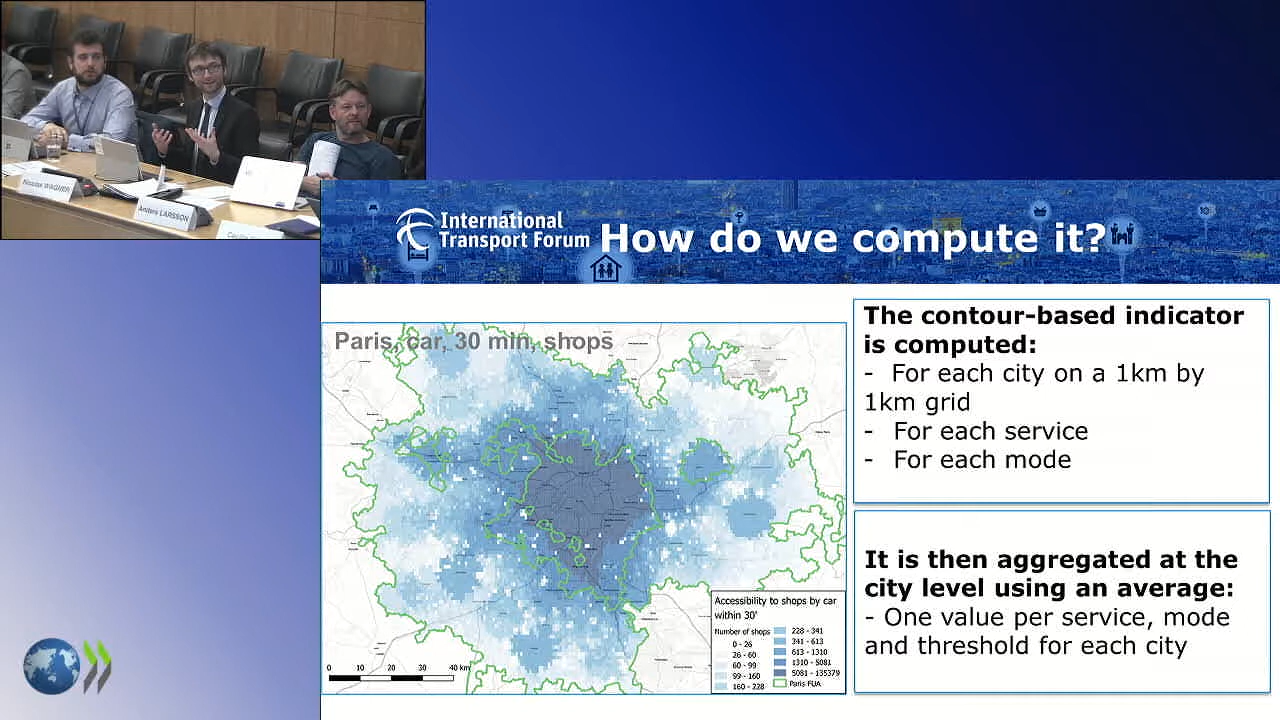 Nicolas WAGNER
Anders LARSSON
International
Transport Forum
How do we compute it?
Paris, car, 30 min, shops
The contour-based indicator
is computed:
- For each city on a 1km by
1km grid
- For each service
- For each mode
It is then aggregated at the
city level using an average:
- One value per service, mode
and threshold for each city
Accessibility to shops by car
within 30'
Number of shops
0 - 26
26 - 60
60 - 99
99 - 160
160 - 228
228 - 341
341 - 613
613 - 1310
1310 - 5081
5081 - 135379
Paris FUA
0 10 20 30 40 km